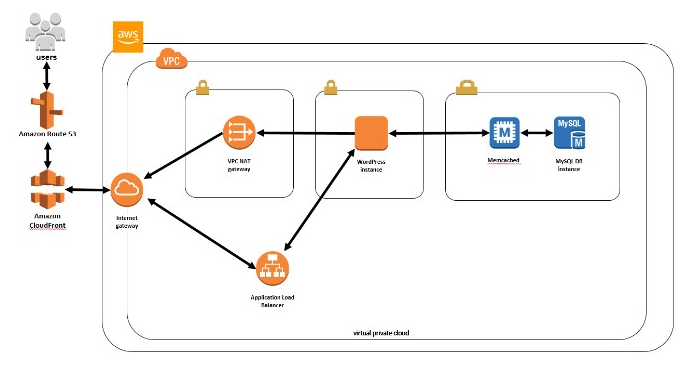 users
Amazon Route 53
Amazon
CloudFront
aws
VPC
Internet
gateway
VPC NAT
gateway
WordPress
instance
M
Memcached
MySQL
M
MySQL DB
instance
Application Load
Balancer
virtual private cloud